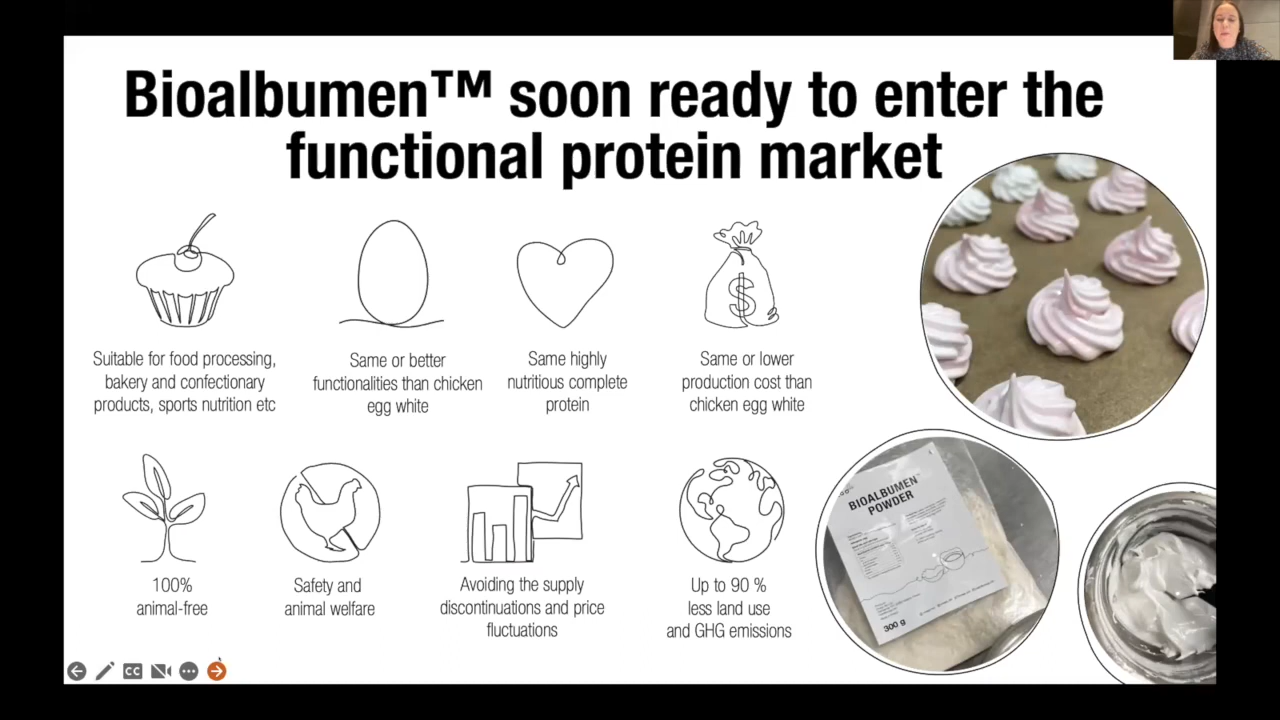 Bioalbumen™ soon ready to enter the
functional protein market
Suitable for food processing,
bakery and confectionary
products, sports nutrition etc
Same or better
functionalities than chicken
egg white
Same highly
nutritious complete
protein
Same or lower
production cost than
chicken egg white
$
100%
animal-free
Safety and
animal welfare
Avoiding the supply
discontinuations and price
fluctuations
Up to 90 %
less land use
and GHG emissions
BIOALBUMEN™
POWDER
300 g
CC